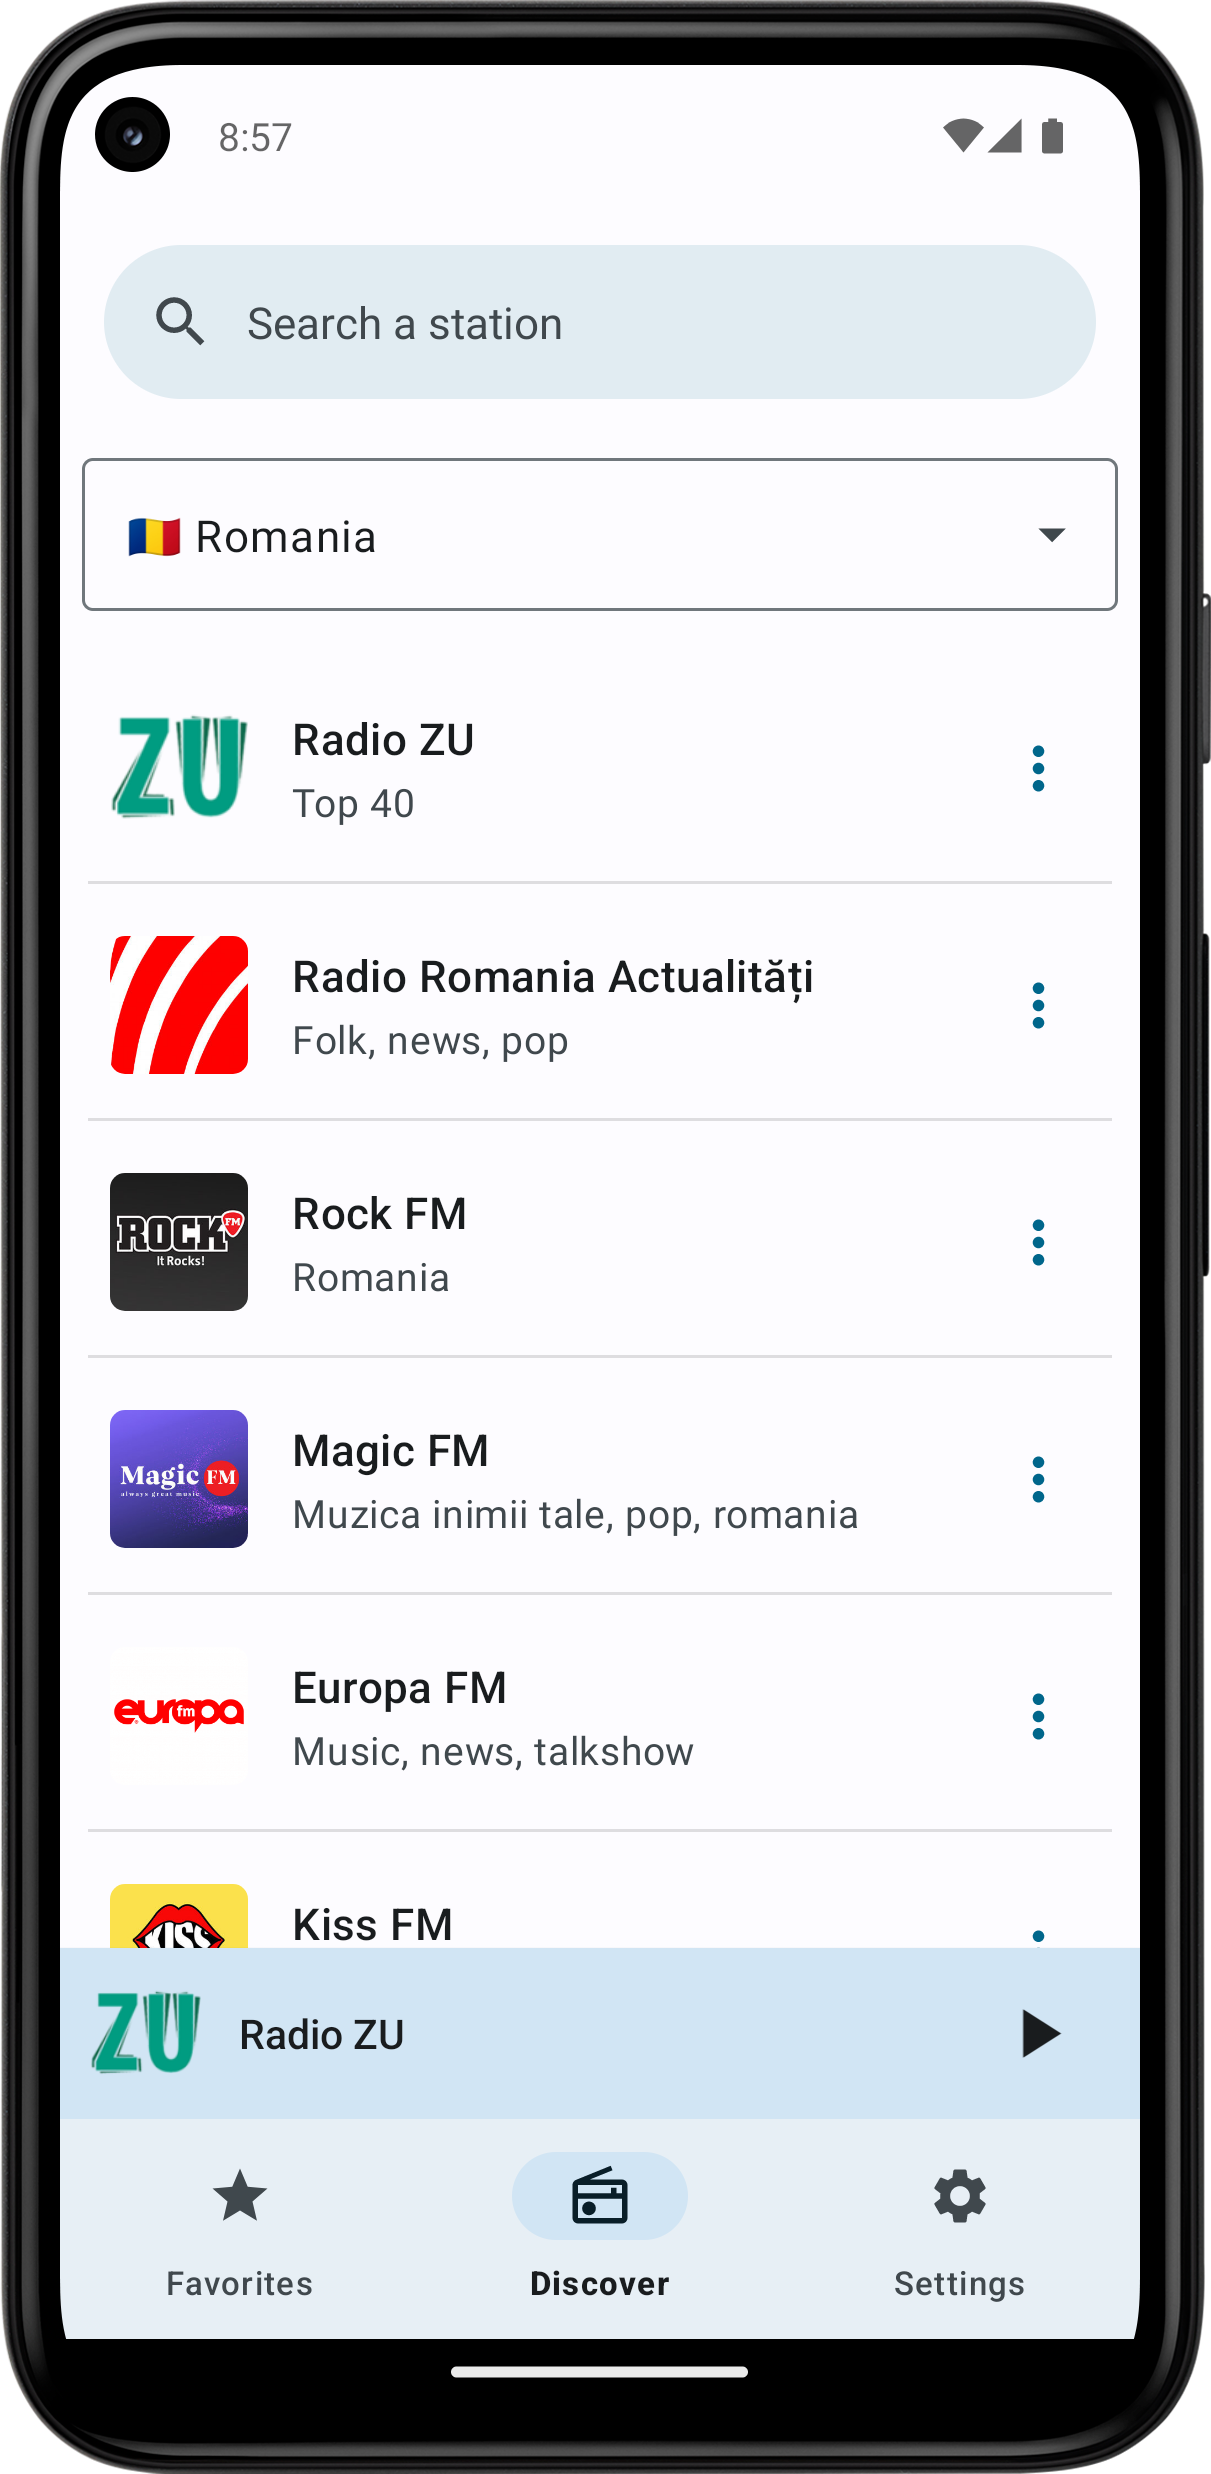 8:57
Search a station
Romania
ZU
Radio ZU
Top 40
Radio Romania Actualități
Folk, news, pop
ROCK FM
It Rocks!
Rock FM
Romania
Magic FM
always great music
Magic FM
Muzica inimii tale, pop, romania
europa fm
Europa FM
Music, news, talkshow
KISS
Kiss FM
ZU
Radio ZU
Favorites
Discover
Settings